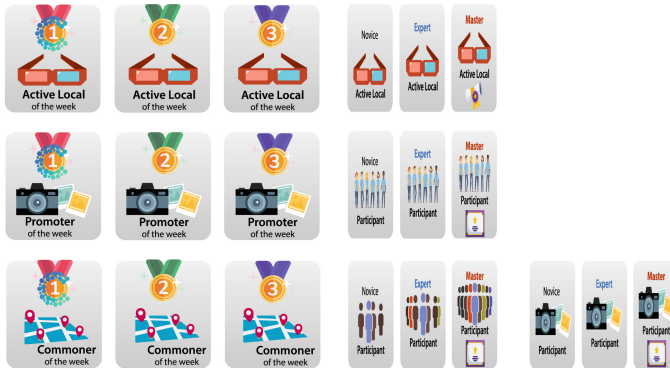 1
2
3
Active Local
of the week
Active Local
of the week
Active Local
of the week
Novice
Active Local
Expert
Active Local
Master
Active Local
1
2
3
Promoter
of the week
Promoter
of the week
Promoter
of the week
Novice
Participant
Expert
Participant
Master
Participant
1
2
3
Commoner
of the week
Commoner
of the week
Commoner
of the week
Novice
Participant
Expert
Participant
Master
Participant
Novice
Participant
Expert
Participant
Master
Participant